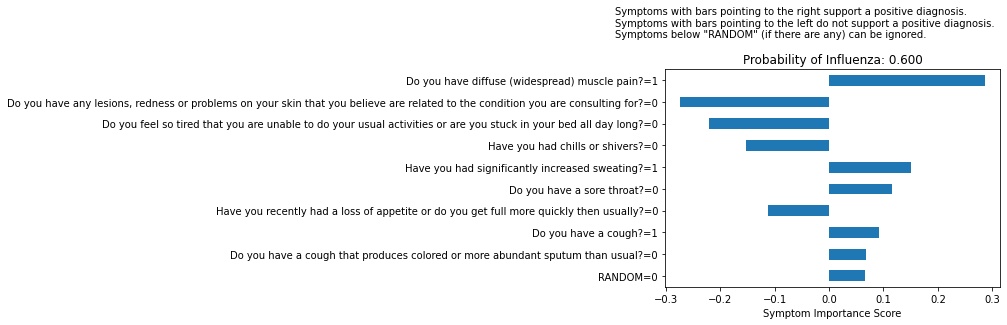 Symptoms with bars pointing to the right support a positive diagnosis.
Symptoms with bars pointing to the left do not support a positive diagnosis.
Symptoms below "RANDOM" (if there are any) can be ignored.
Probability of Influenza: 0.600
Do you have diffuse (widespread) muscle pain?=1
Do you have any lesions, redness or problems on your skin that you believe are related to the condition you are consulting for?=0
Do you feel so tired that you are unable to do your usual activities or are you stuck in your bed all day long?=0
Have you had chills or shivers?=0
Have you had significantly increased sweating?=1
Do you have a sore throat?=0
Have you recently had a loss of appetite or do you get full more quickly then usually?=0
Do you have a cough?=1
Do you have a cough that produces colored or more abundant sputum than usual?=0
RANDOM=0
−0.3 −0.2 −0.1 0.0 0.1 0.2 0.3
Symptom Importance Score